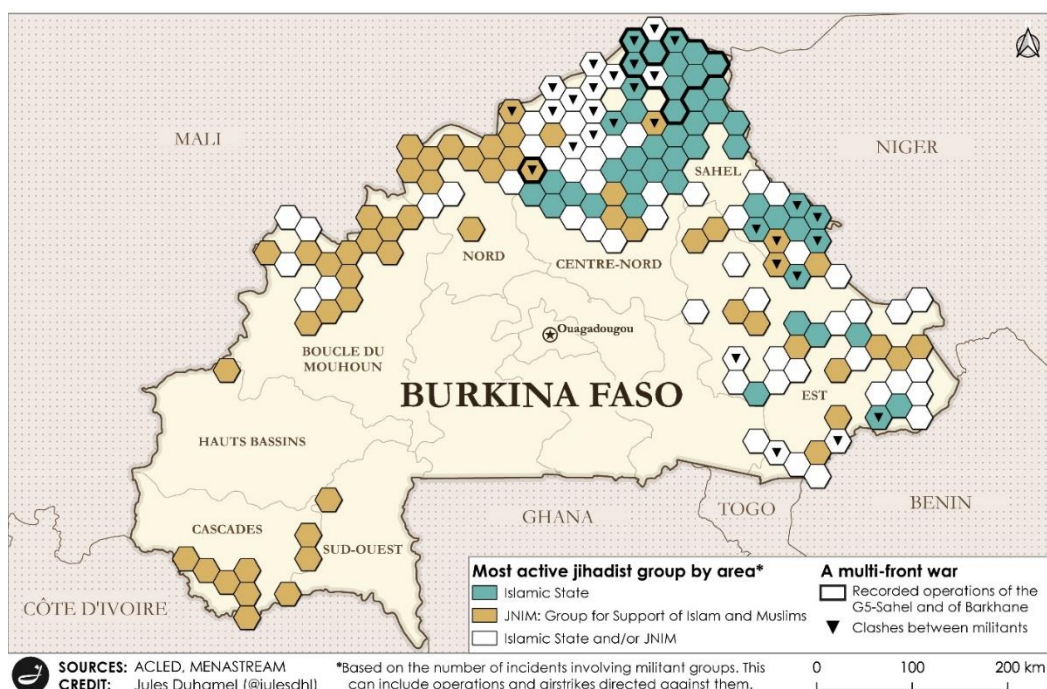 N
MALI
NIGER
SAHEL
NORD
CENTRE-NORD
Ouagadougou
BOUCLE DU
MOUHOUN
BURKINA FASO
EST
HAUTS BASSINS
CASCADES
SUD-OUEST
GHANA
TOGO
BENIN
CÔTE D'IVOIRE
Most active jihadist group by area*
Islamic State
JNIM: Group for Support of Islam and Muslims
Islamic State and/or JNIM
A multi-front war
Recorded operations of the
G5-Sahel and of Barkhane
Clashes between militants
SOURCES: ACLED, MENASTREAM
CREDIT: Jules Duhamel (@julesdhl)
*Based on the number of incidents involving militant groups. This
can include operations and airstrikes directed against them.
0 100 200 km